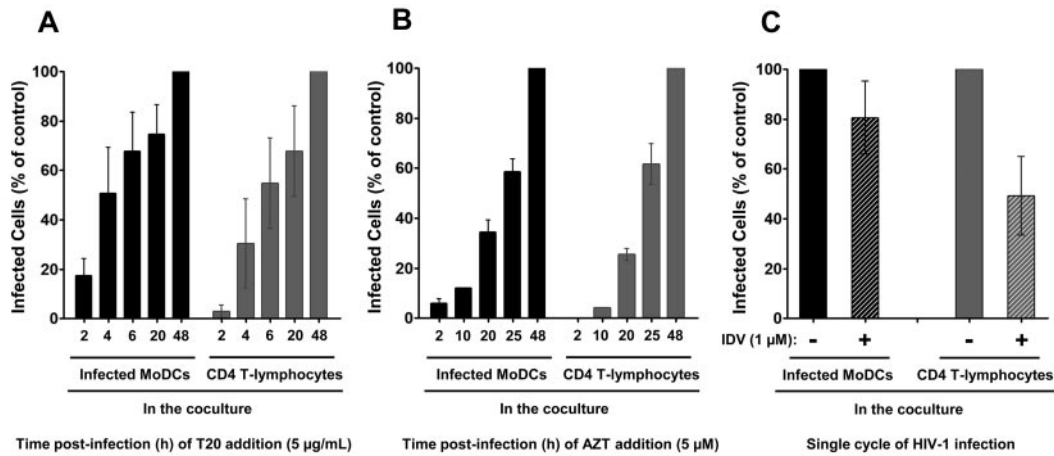 A
Infected Cells (% of control)
100
80
60
40
20
0
2 4 6 20 48 2 4 6 20 48
Infected MoDCs CD4 T-lymphocytes
In the coculture
Time post-infection (h) of T20 addition (5 µg/mL)
B
Infected Cells (% of control)
100
80
60
40
20
0
2 10 20 25 48 2 10 20 25 48
Infected MoDCs CD4 T-lymphocytes
In the coculture
Time post-infection (h) of AZT addition (5 µM)
C
Infected Cells (% of control)
100
80
60
40
20
0
IDV (1 µM): - + - +
Infected MoDCs CD4 T-lymphocytes
In the coculture
Single cycle of HIV-1 infection